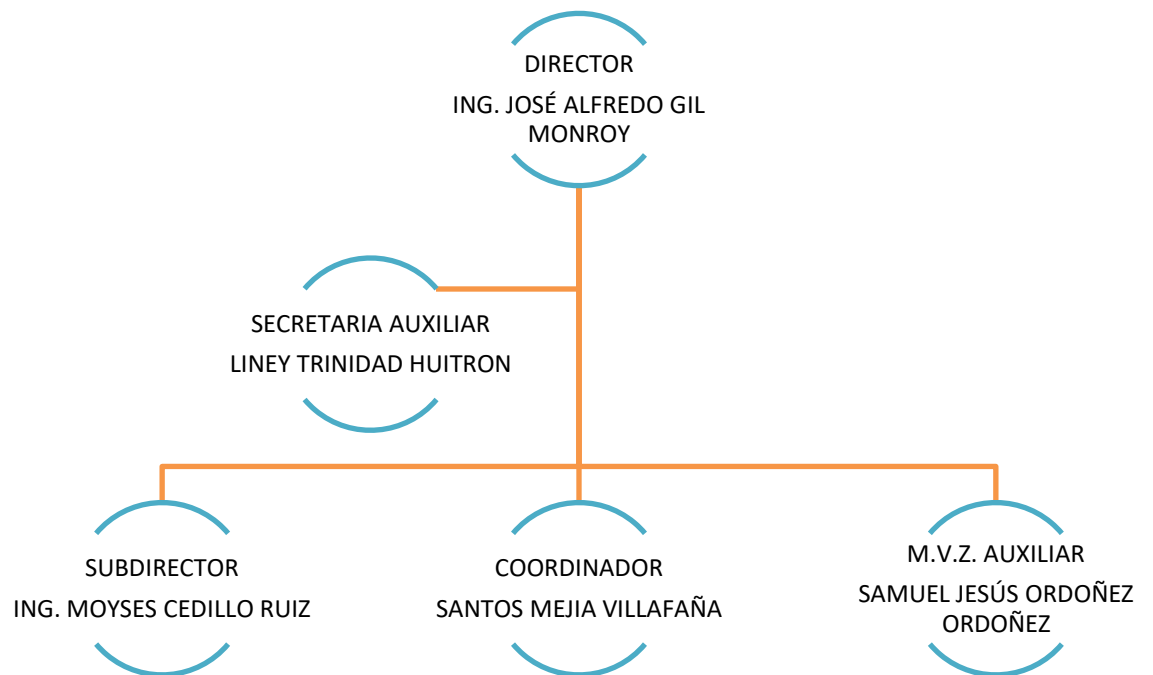 DIRECTOR
ING. JOSÉ ALFREDO GIL
MONROY
SECRETARIA AUXILIAR
LINEY TRINIDAD HUITRON
SUBDIRECTOR
ING. MOYSES CEDILLO RUIZ
COORDINADOR
SANTOS MEJIA VILLAFAÑA
M.V.Z. AUXILIAR
SAMUEL JESÚS ORDOÑEZ
ORDOÑEZ